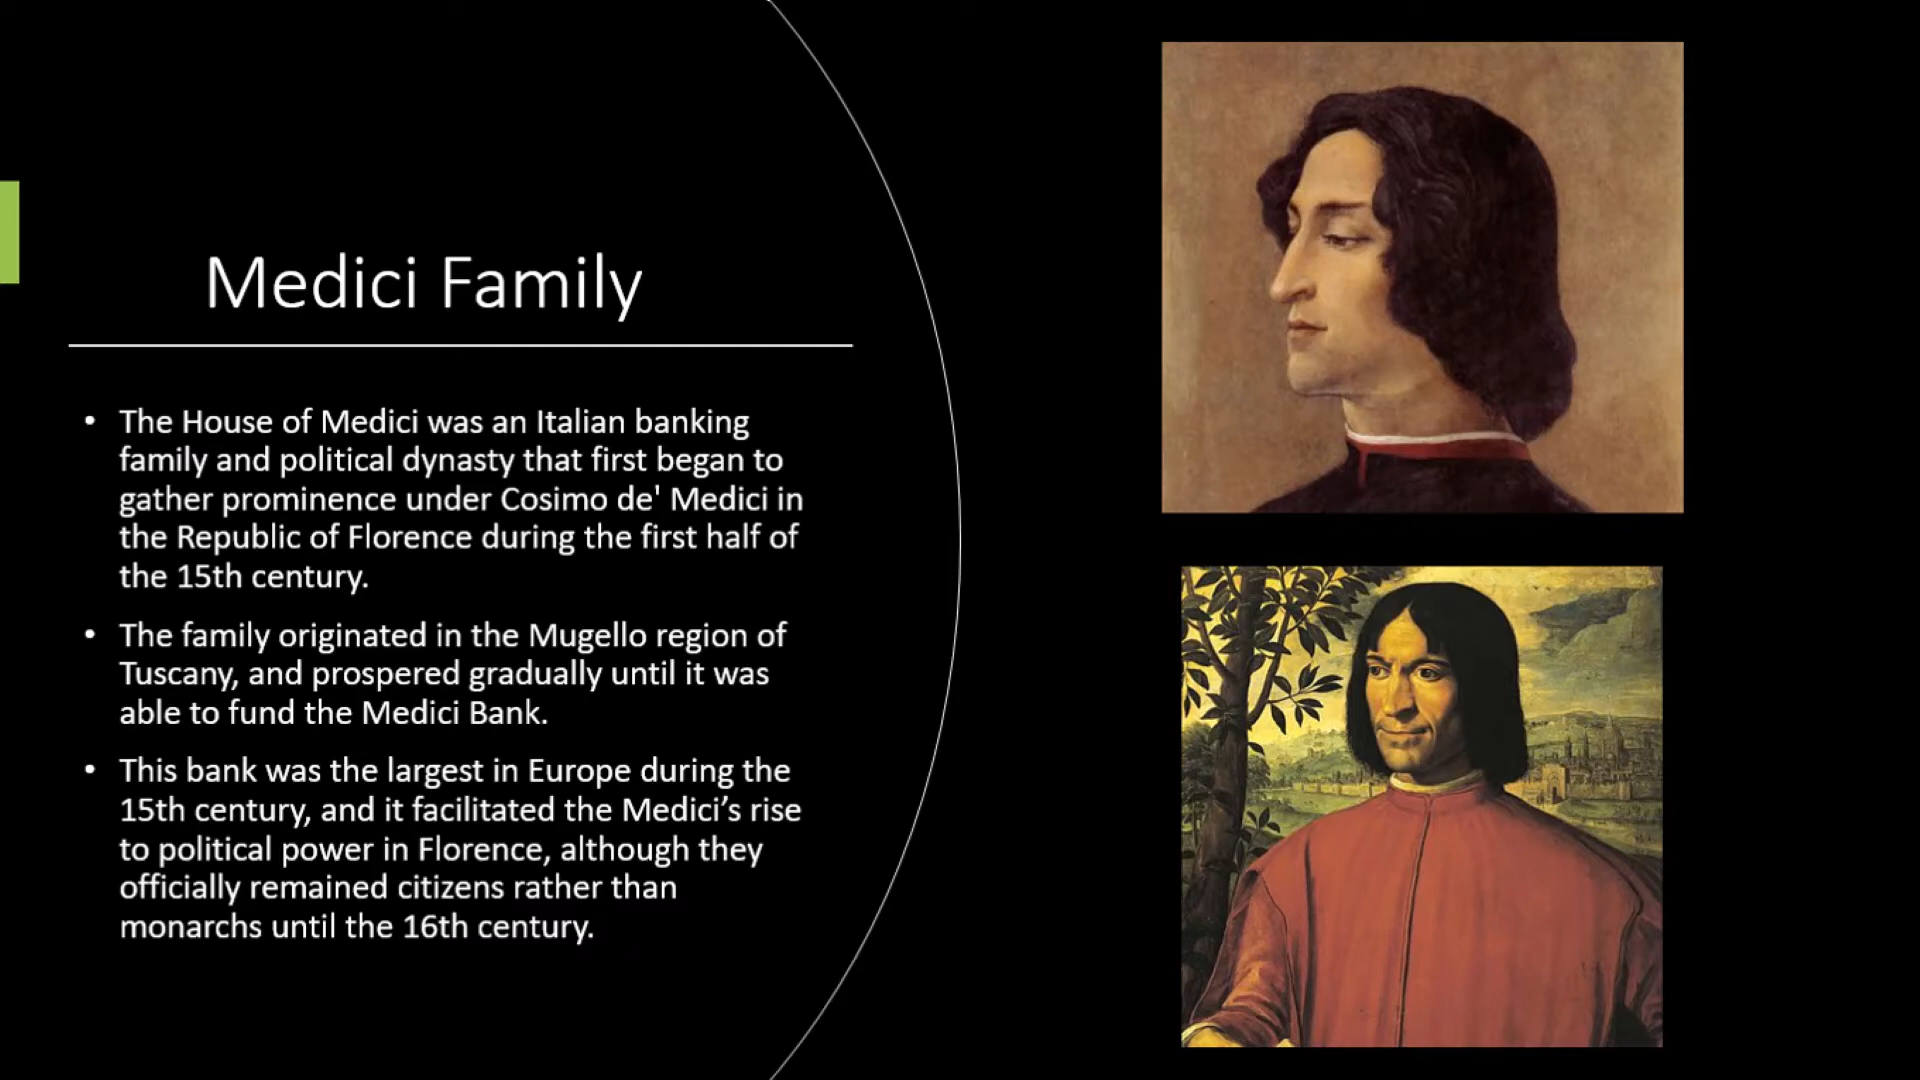 Medici Family
• The House of Medici was an Italian banking
family and political dynasty that first began to
gather prominence under Cosimo de' Medici in
the Republic of Florence during the first half of
the 15th century.
• The family originated in the Mugello region of
Tuscany, and prospered gradually until it was
able to fund the Medici Bank.
• This bank was the largest in Europe during the
15th century, and it facilitated the Medici’s rise
to political power in Florence, although they
officially remained citizens rather than
monarchs until the 16th century.